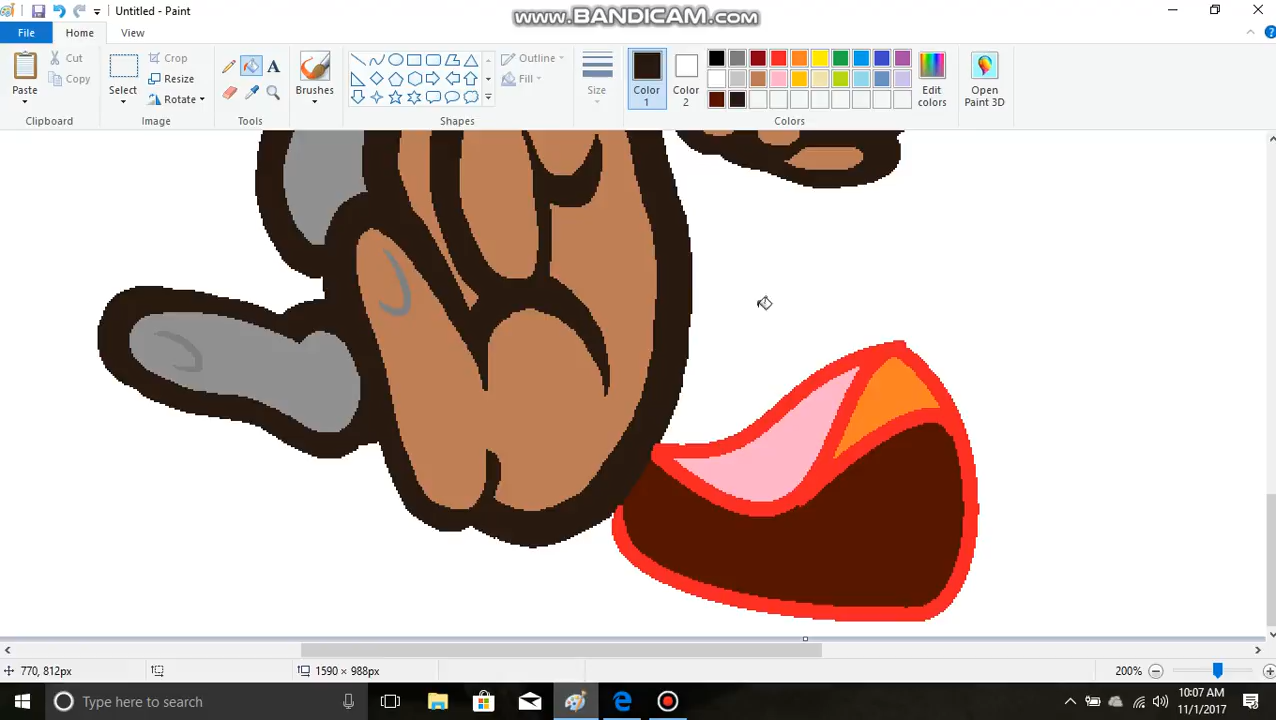 Untitled - Paint
www.BANDICAM.com
File
Home
View
Paste
Cut
Copy
Clipboard
Select
Crop
Resize
Rotate
Image
A
Tools
Brushes
Outline
Fill
Shapes
Size
Color
1
Color
2
Edit
colors
Colors
Open
Paint 3D
770, 812px
1590 × 988px
200%
Type here to search
10:07 AM
11/1/2017